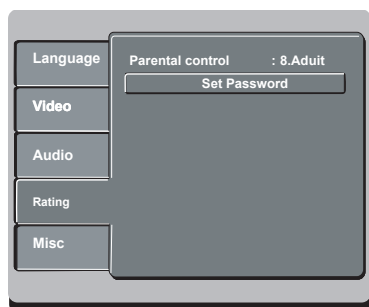 Language
Video
Audio
Rating
Misc
Parental control : 8.Aduit
Set Password